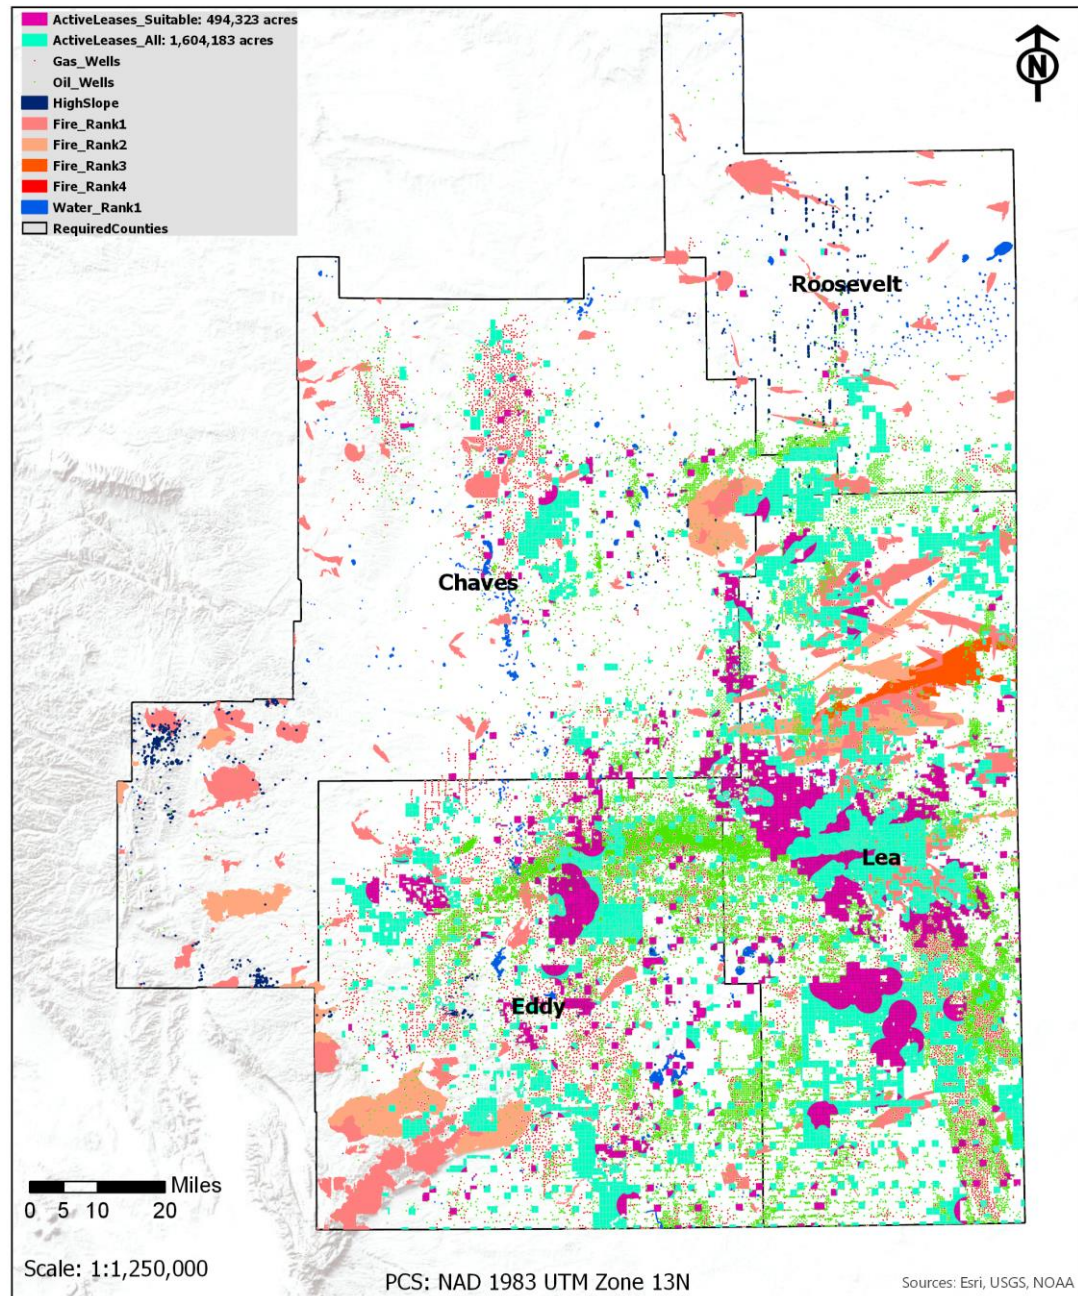 ActiveLeases_Suitable: 494,323 acres
ActiveLeases_All: 1,604,183 acres
Gas_Wells
Oil_Wells
HighSlope
Fire_Rank1
Fire_Rank2
Fire_Rank3
Fire_Rank4
Water_Rank1
RequiredCounties
N
Roosevelt
Chaves
Lea
Eddy
Miles
0 5 10 20
Scale: 1:1,250,000
PCS: NAD 1983 UTM Zone 13N
Sources: Esri, USGS, NOAA